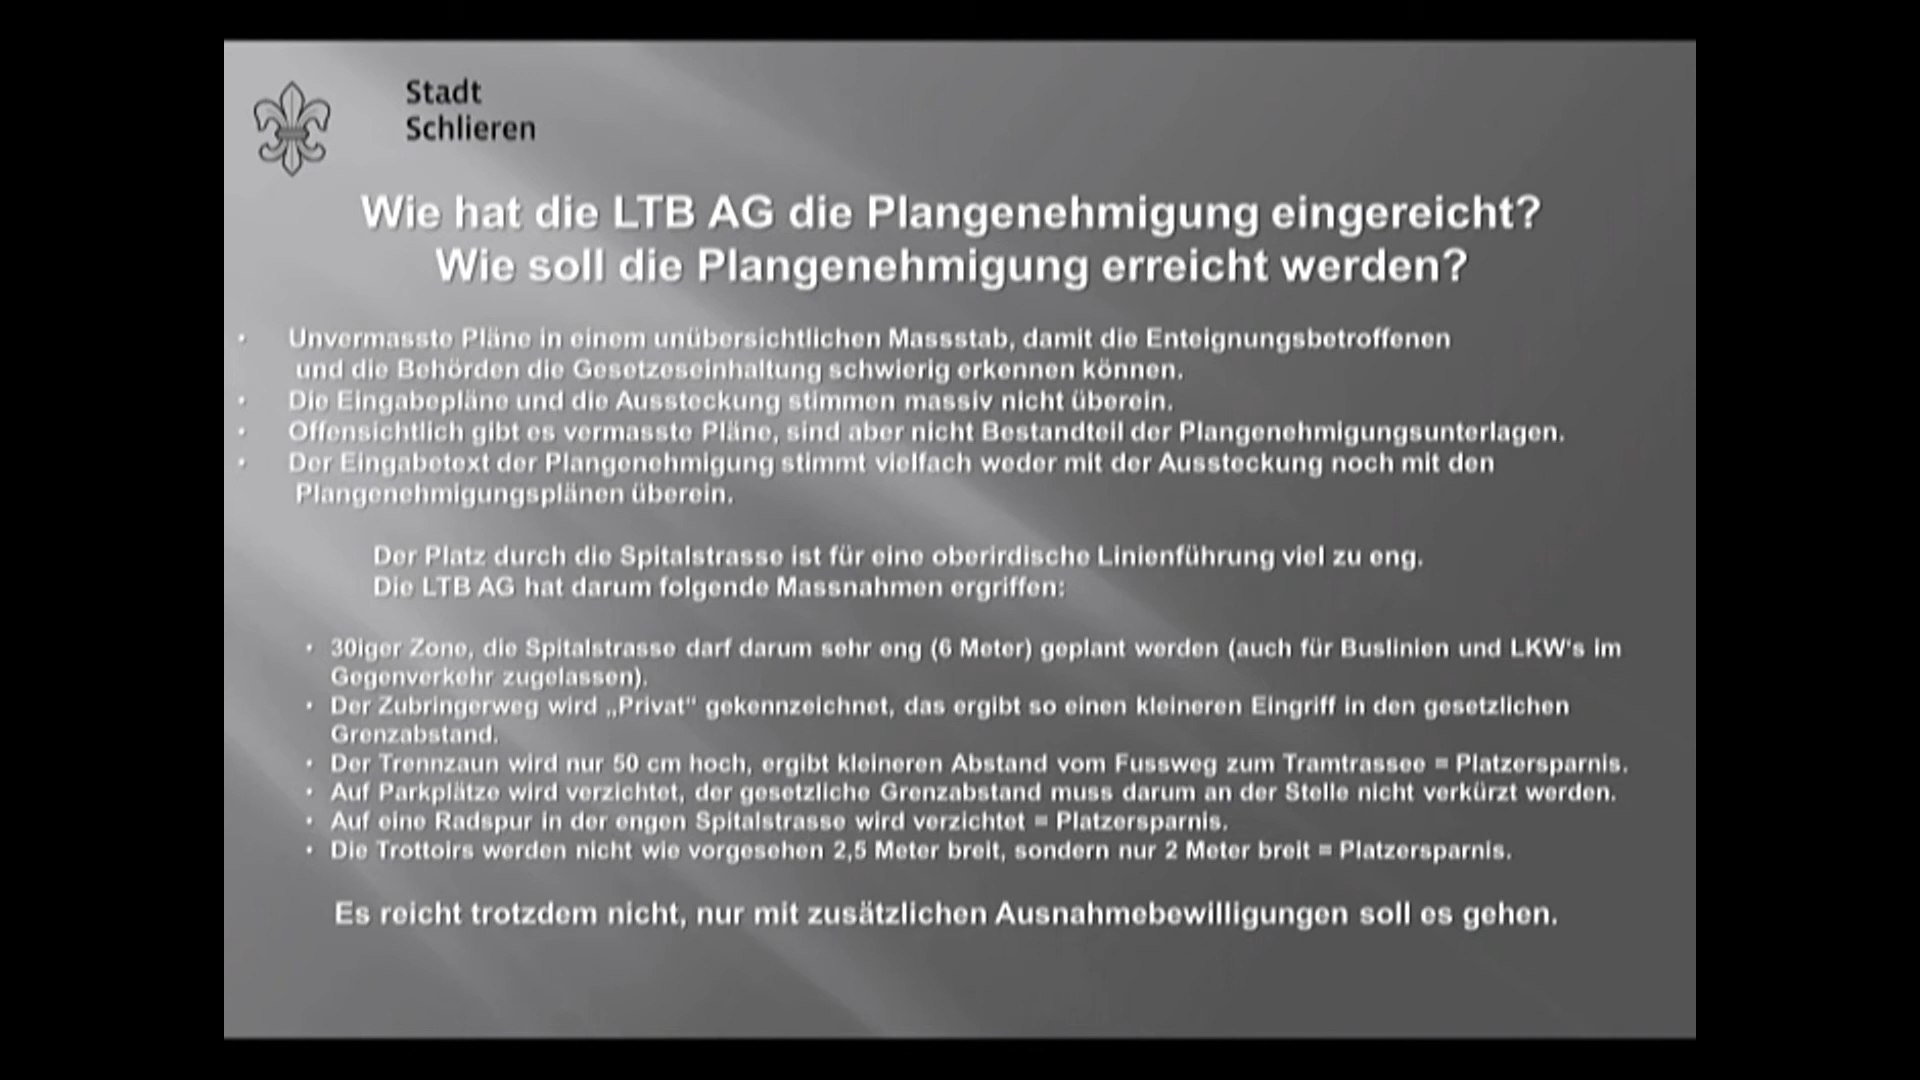 Stadt
Schlieren
Wie hat die LTB AG die Plangenehmigung eingereicht?
Wie soll die Plangenehmigung erreicht werden?
• Unvermasste Pläne in einem unübersichtlichen Massstab, damit die Enteignungsbetroffenen
und die Behörden die Gesetzeseinhaltung schwierig erkennen können.
• Die Eingabepläne und die Aussteckung stimmen massiv nicht überein.
• Offensichtlich gibt es vermasste Pläne, sind aber nicht Bestandteil der Plangenehmigungsunterlagen.
• Der Eingabetext der Plangenehmigung stimmt vielfach weder mit der Aussteckung noch mit den
Plangenehmigungsplänen überein.
Der Platz durch die Spitalstrasse ist für eine oberirdische Linienführung viel zu eng.
Die LTB AG hat darum folgende Massnahmen ergriffen:
• 30iger Zone, die Spitalstrasse darf darum sehr eng (6 Meter) geplant werden (auch für Buslinien und LKW's im
Gegenverkehr zugelassen).
• Der Zubringerweg wird „Privat“ gekennzeichnet, das ergibt so einen kleineren Eingriff in den gesetzlichen
Grenzabstand.
• Der Trennzaun wird nur 50 cm hoch, ergibt kleineren Abstand vom Fussweg zum Tramtrassee = Platzersparnis.
• Auf Parkplätze wird verzichtet, der gesetzliche Grenzabstand muss darum an der Stelle nicht verkürzt werden.
• Auf eine Radspur in der engen Spitalstrasse wird verzichtet = Platzersparnis.
• Die Trottoirs werden nicht wie vorgesehen 2,5 Meter breit, sondern nur 2 Meter breit = Platzersparnis.
Es reicht trotzdem nicht, nur mit zusätzlichen Ausnahmebewilligungen soll es gehen.